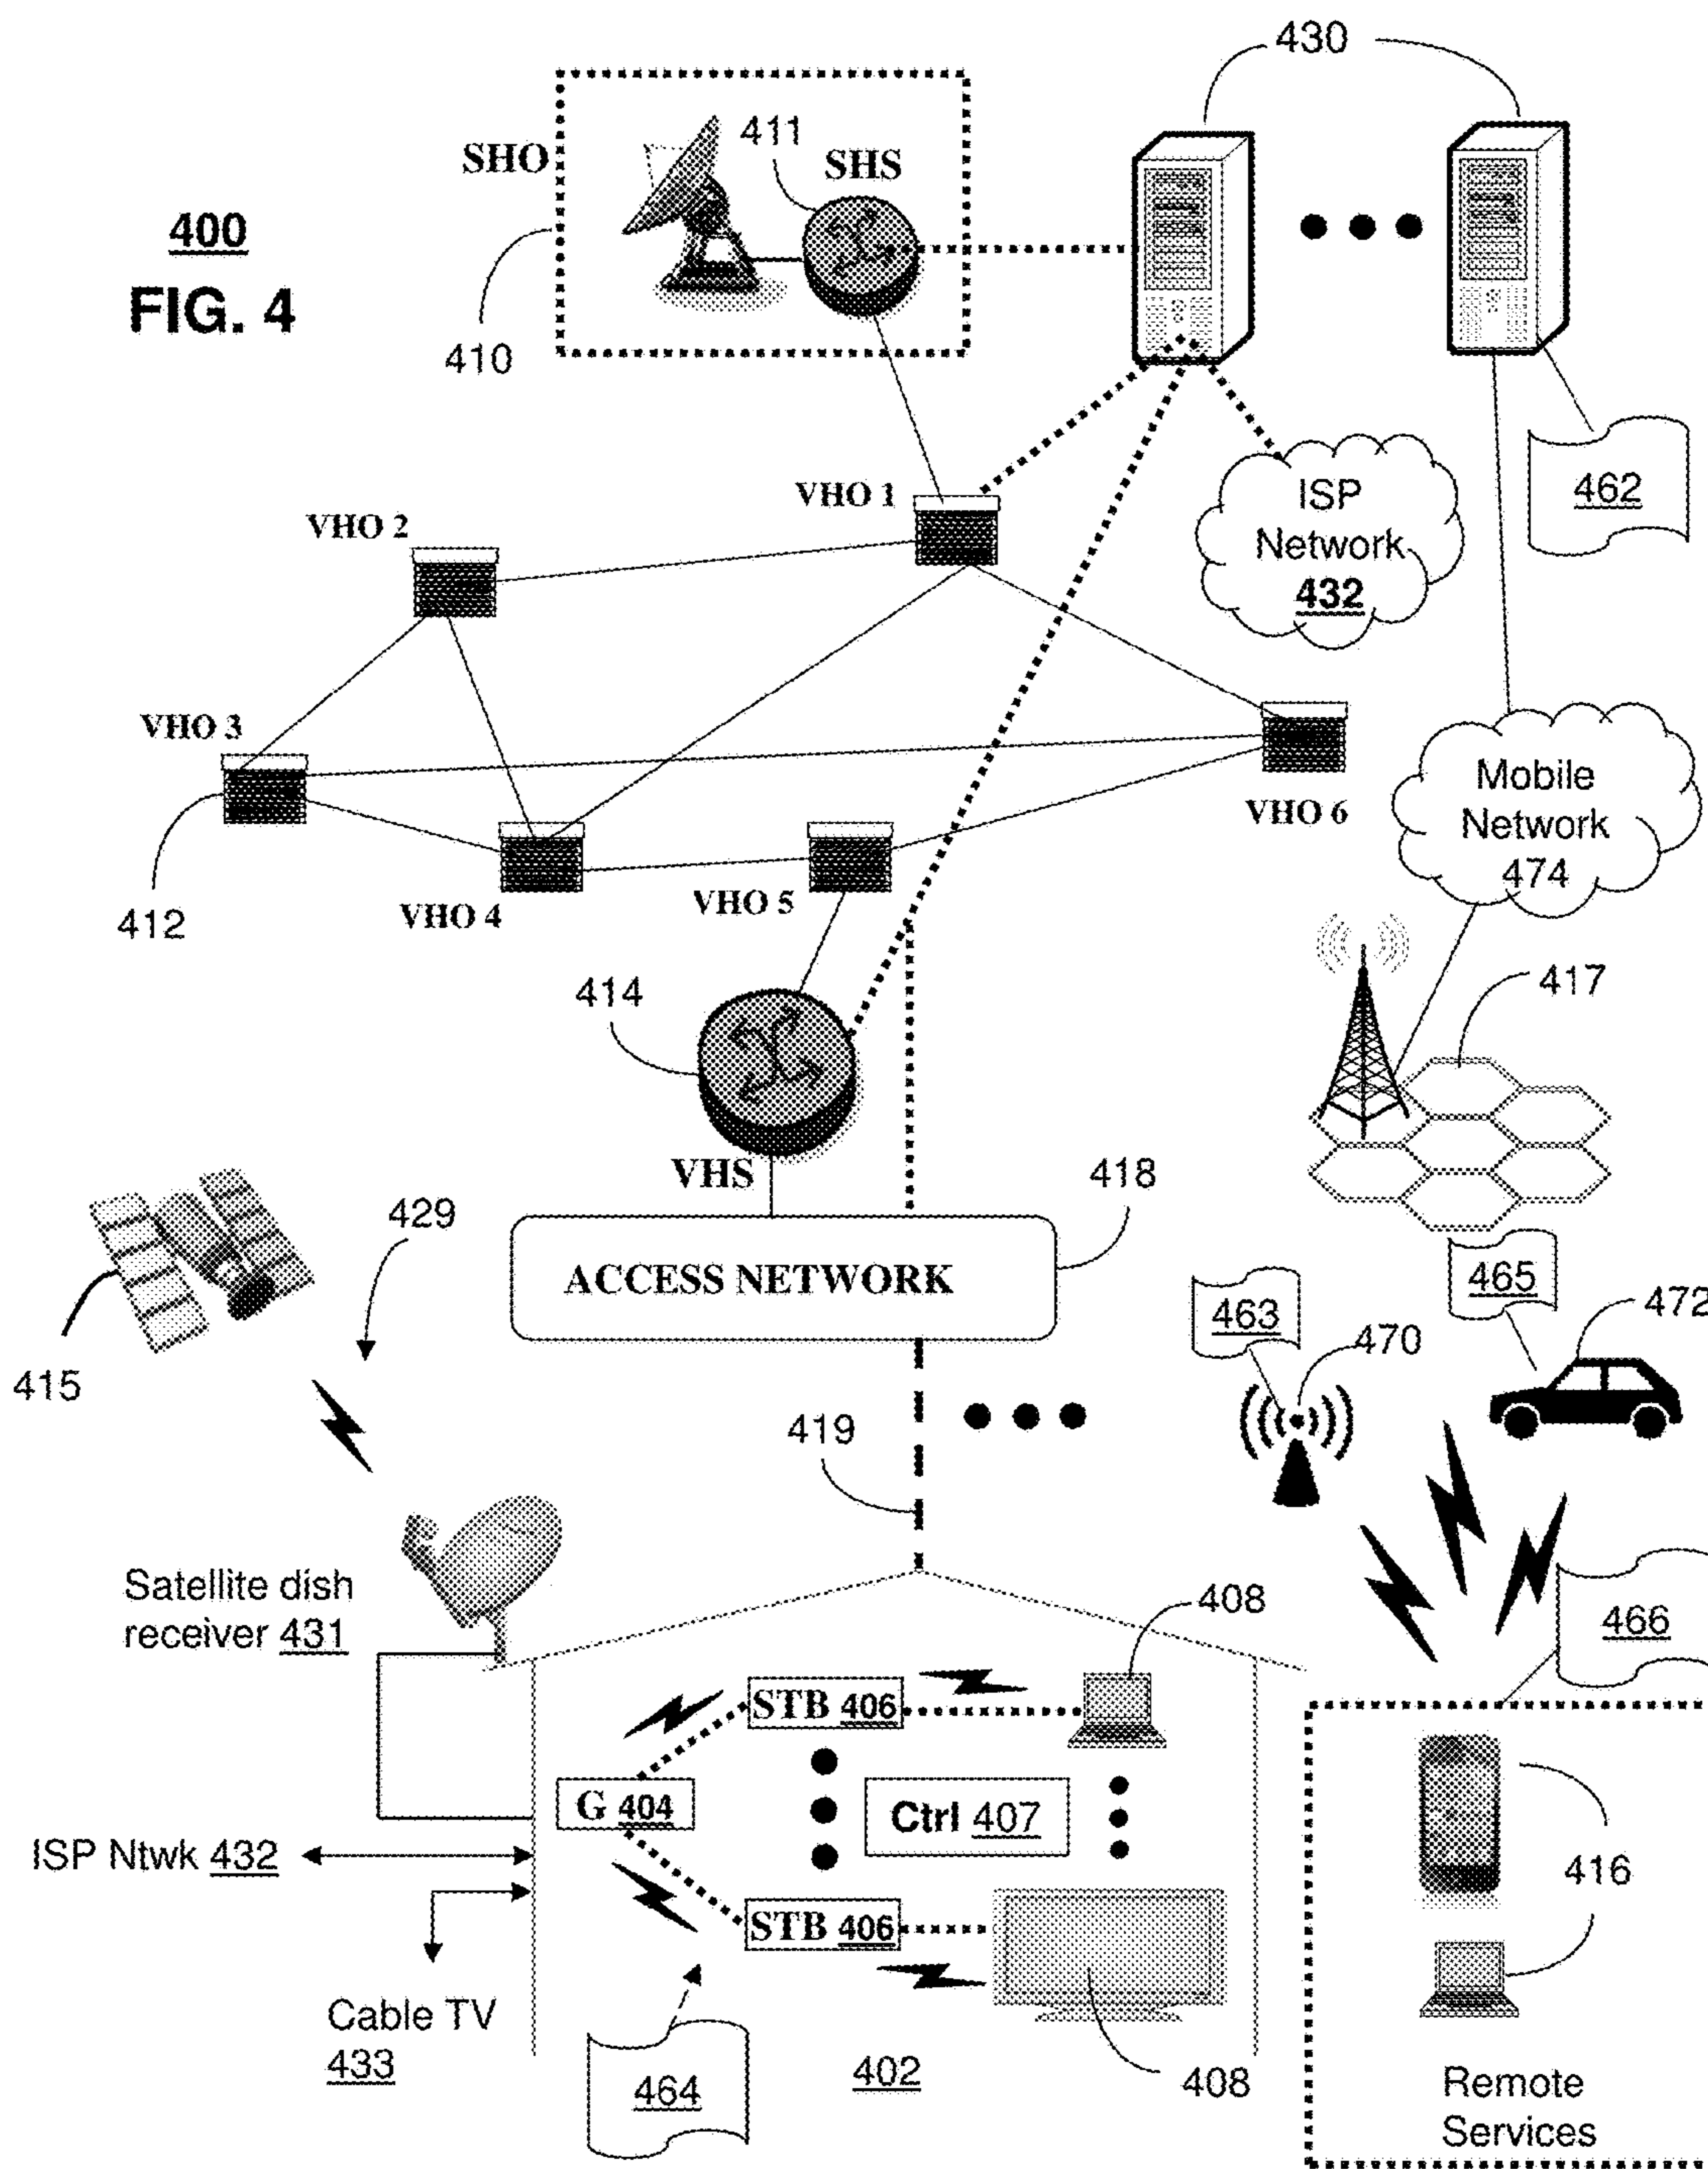 430
411
SHO
SHS
400
FIG. 4
410
ISP
Network
432
462
VHO 1
VHO 2
VHO 3
Mobile
Network
474
VHO 6
412
VHO 4
VHO 5
414
417
VHS
418
429
ACCESS NETWORK
465
463
472
470
415
419
Satellite dish
receiver 431
408
466
STB 406
G 404
Ctrl 407
ISP Ntwk 432
416
STB 406
Cable TV
433
464
402
408
Remote
Services